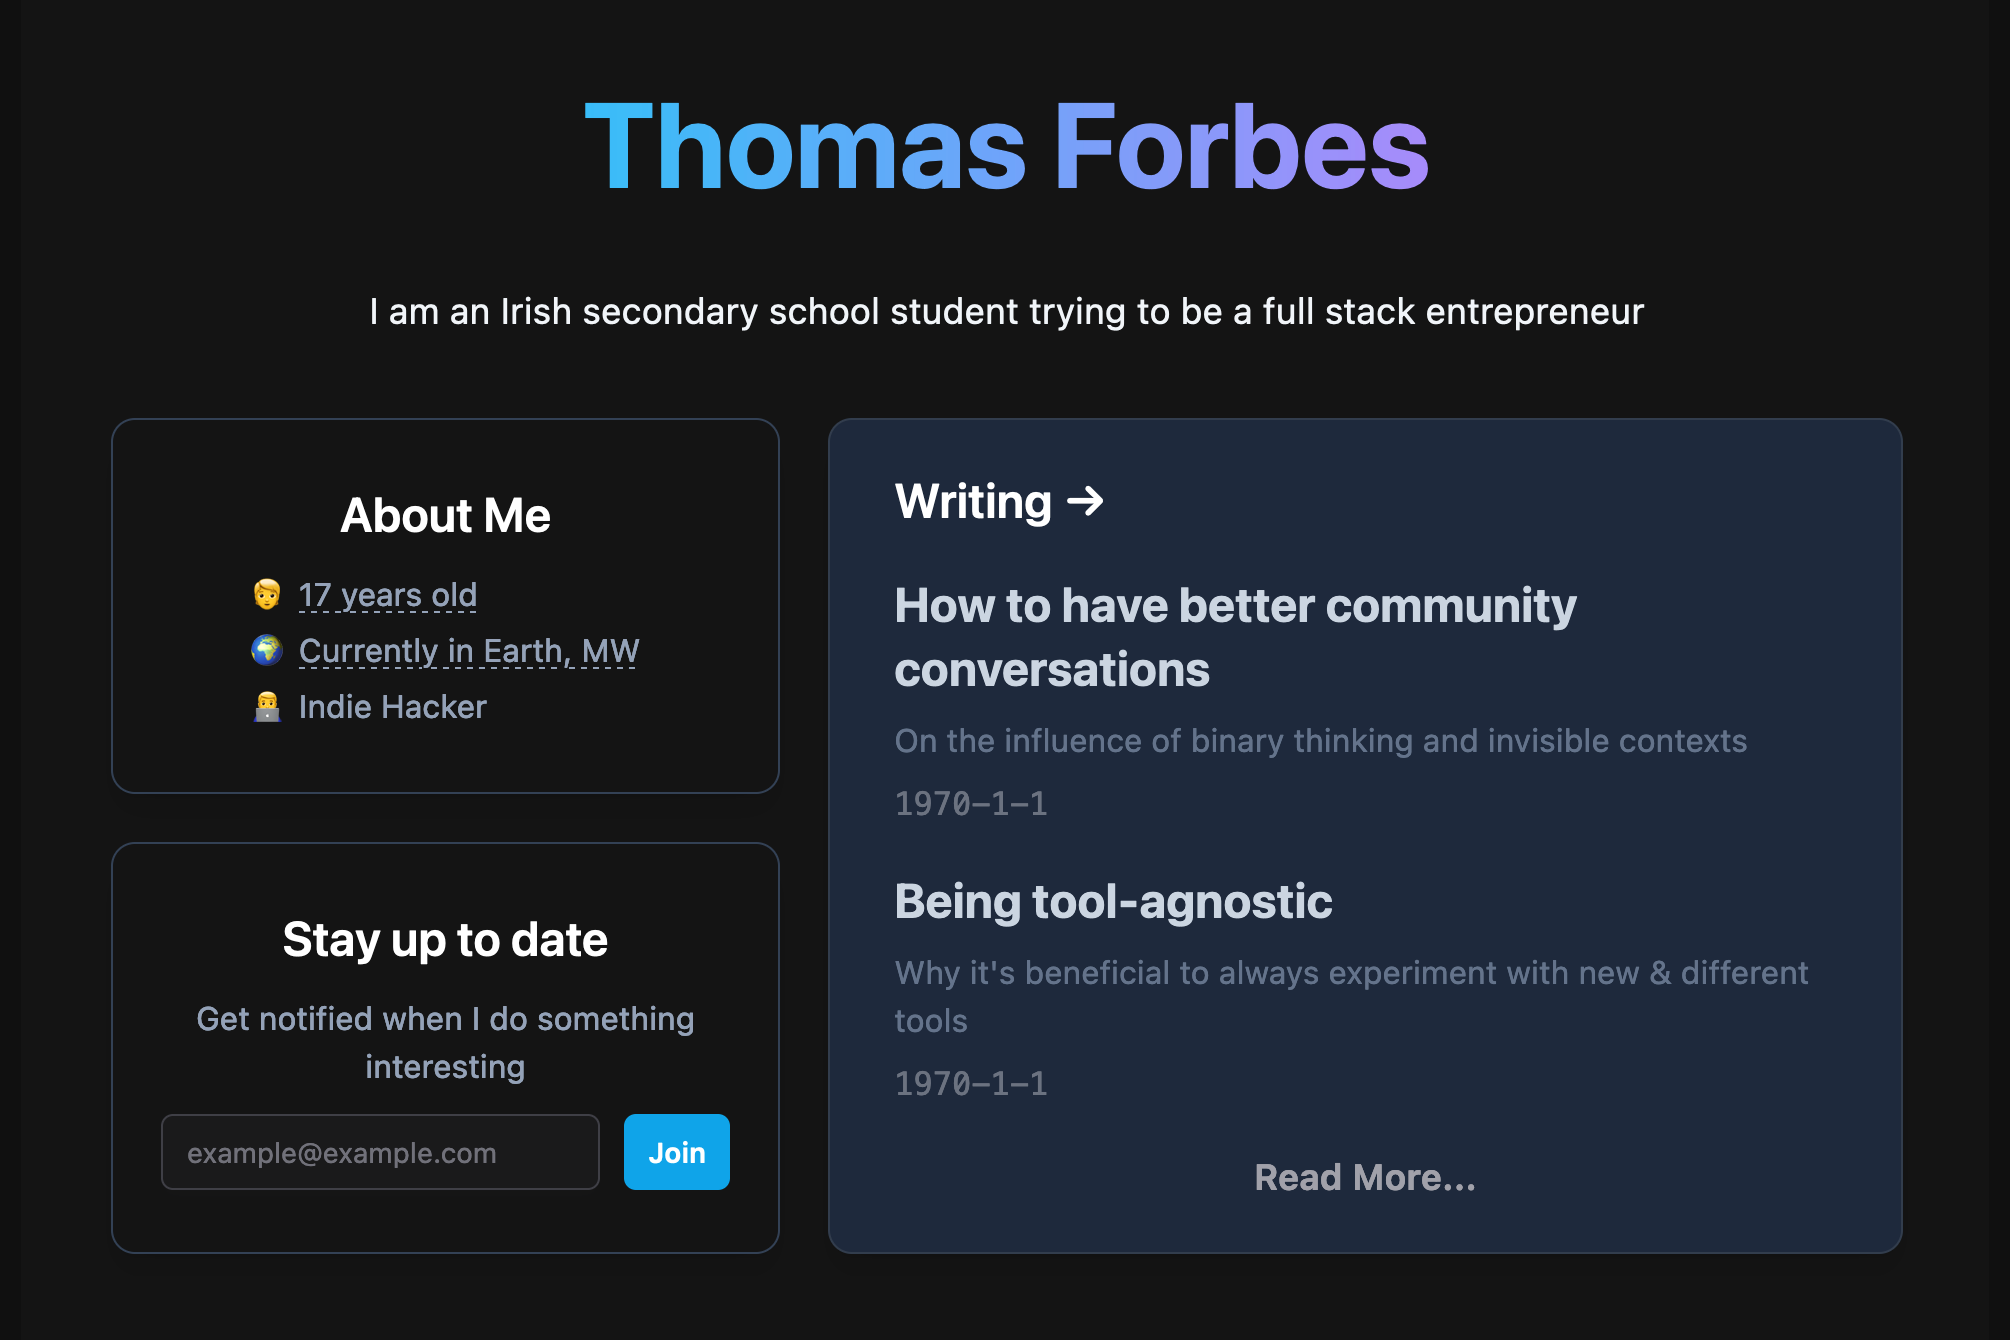 Thomas Forbes
I am an Irish secondary school student trying to be a full stack entrepreneur
About Me
17 years old
Currently in Earth, MW
Indie Hacker
Stay up to date
Get notified when I do something
interesting
example@example.com
Join
Writing →
How to have better community
conversations
On the influence of binary thinking and invisible contexts
1970-1-1
Being tool-agnostic
Why it's beneficial to always experiment with new & different
tools
1970-1-1
Read More...